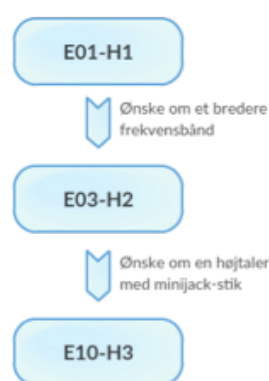 E01-H1
Ønske om et bredere
frekvensbånd
E03-H2
Ønske om en højtaler
med minijack-stik
E10-H3